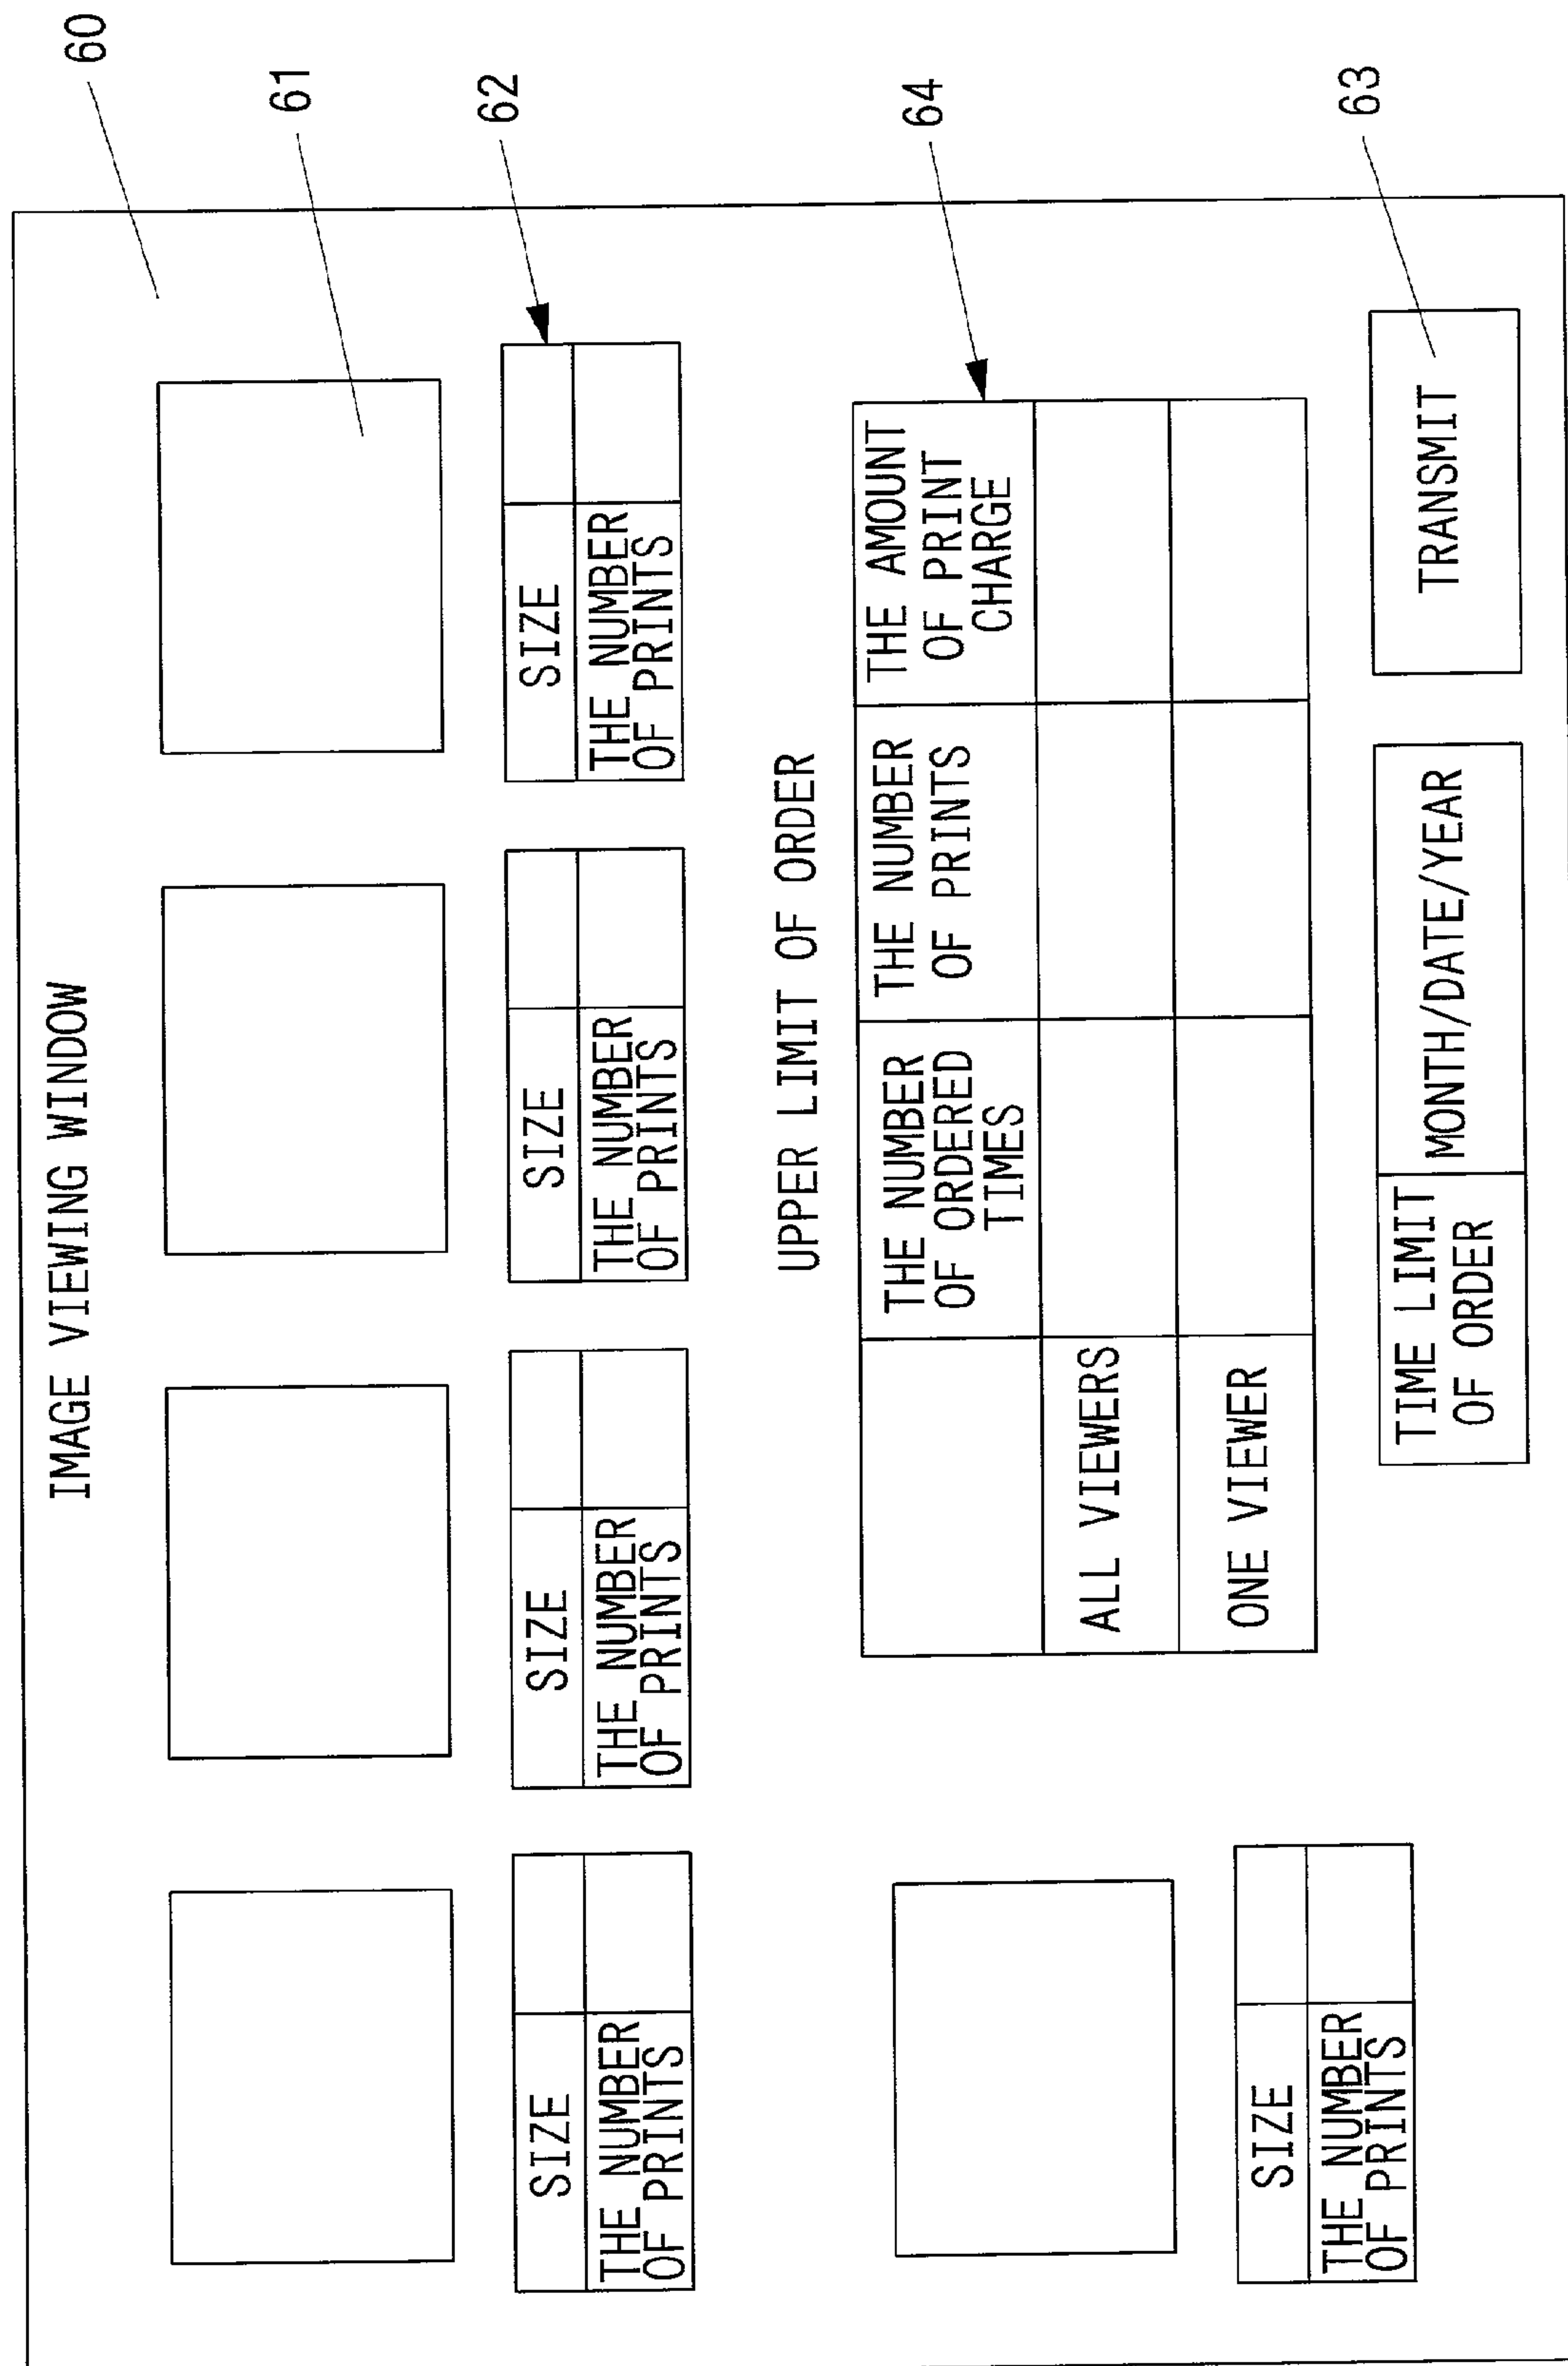 IMAGE VIEWING WINDOW
60
61
62
SIZE
THE NUMBER
OF PRINTS
SIZE
THE NUMBER
OF PRINTS
SIZE
THE NUMBER
OF PRINTS
SIZE
THE NUMBER
OF PRINTS
UPPER LIMIT OF ORDER
64
THE NUMBER
OF ORDERED
TIMES
THE NUMBER
OF PRINTS
THE AMOUNT
OF PRINT
CHARGE
ALL VIEWERS
ONE VIEWER
SIZE
THE NUMBER
OF PRINTS
TIME LIMIT
OF ORDER
MONTH/DATE/YEAR
TRANSMIT
63